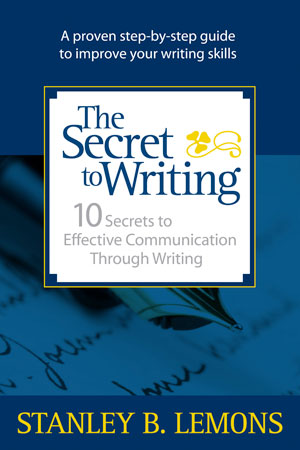 A proven step-by-step guide
to improve your writing skills
The
Secret
to Writing
10 Secrets to
Effective Communication
Through Writing
STANLEY B. LEMONS